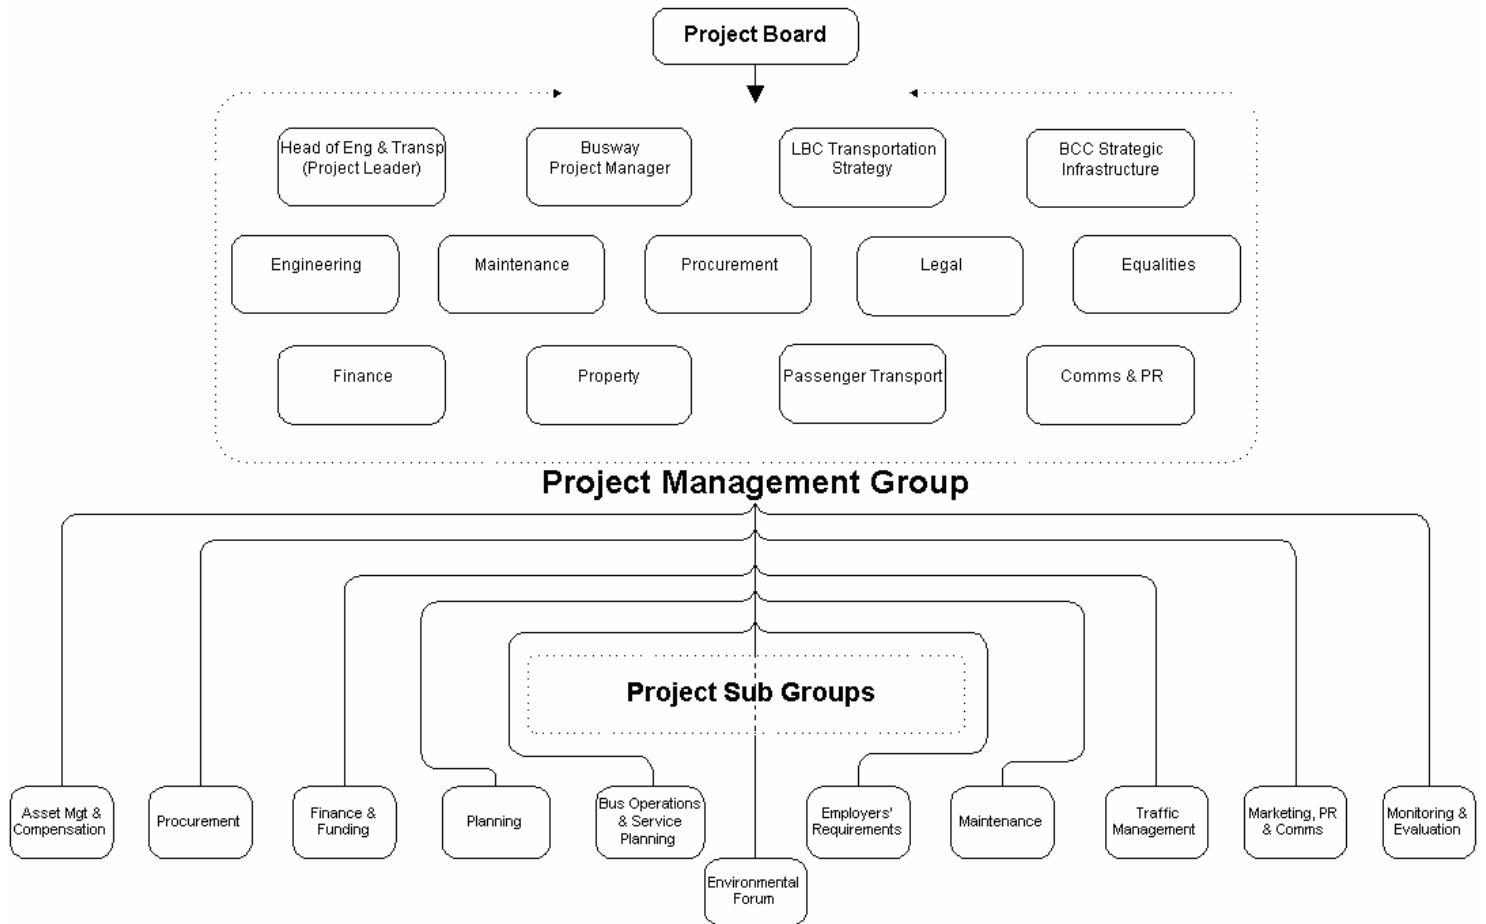 Project Board
Head of Eng & Transp
(Project Leader)
Busway
Project Manager
LBC Transportation
Strategy
BCC Strategic
Infrastructure
Engineering
Maintenance
Procurement
Legal
Equalities
Finance
Property
Passenger Transport
Comms & PR
Project Management Group
Project Sub Groups
Asset Mgt &
Compensation
Procurement
Finance &
Funding
Planning
Bus Operations
& Service
Planning
Environmental
Forum
Employers'
Requirements
Maintenance
Traffic
Management
Marketing, PR
& Comms
Monitoring &
Evaluation